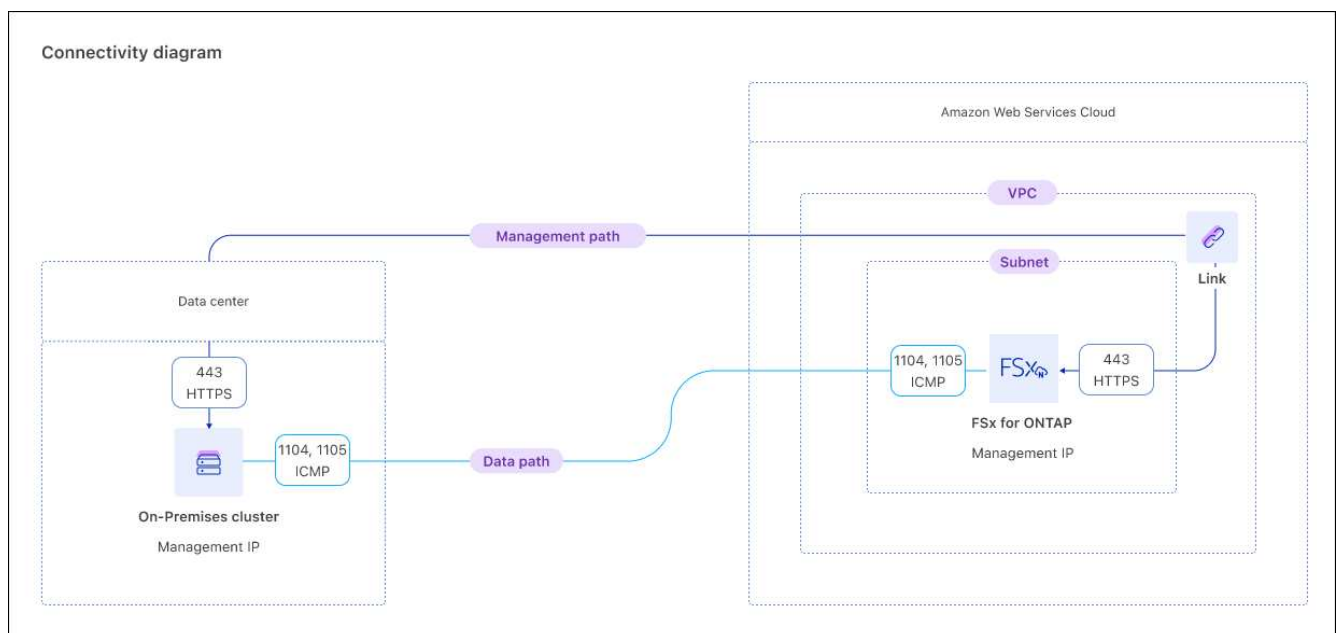 Connectivity diagram
Amazon Web Services Cloud
VPC
Management path
Subnet
Link
Data center
443
HTTPS
1104, 1105
ICMP
FSx
N
443
HTTPS
FSx for ONTAP
Management IP
1104, 1105
ICMP
Data path
On-Premises cluster
Management IP